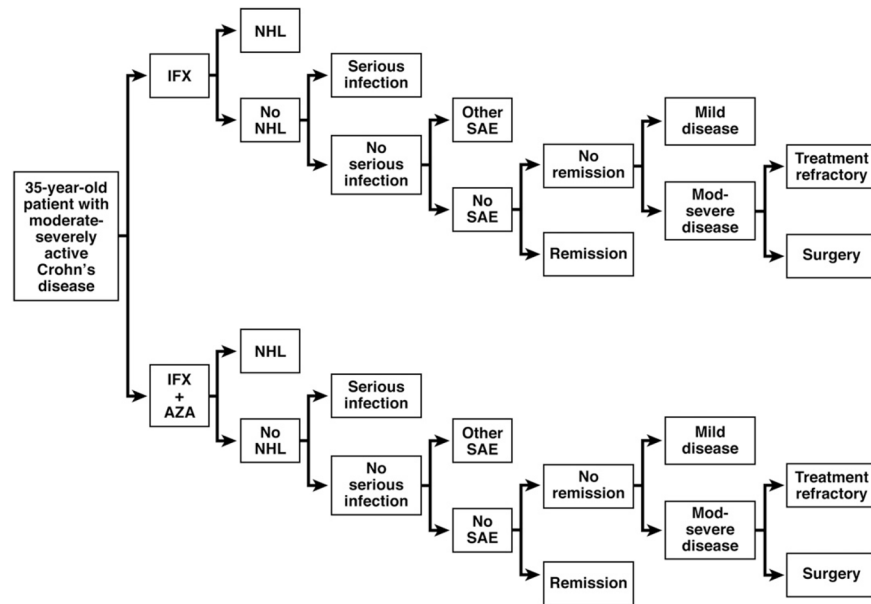 35-year-old
patient with
moderate-
severely
active
Crohn's
disease
IFX
NHL
No
NHL
Serious
infection
No
serious
infection
Other
SAE
No
SAE
No
remission
Remission
Mild
disease
Mod-
severe
disease
Treatment
refractory
Surgery
IFX
+
AZA
NHL
No
NHL
Serious
infection
No
serious
infection
Other
SAE
No
SAE
No
remission
Remission
Mild
disease
Mod-
severe
disease
Treatment
refractory
Surgery